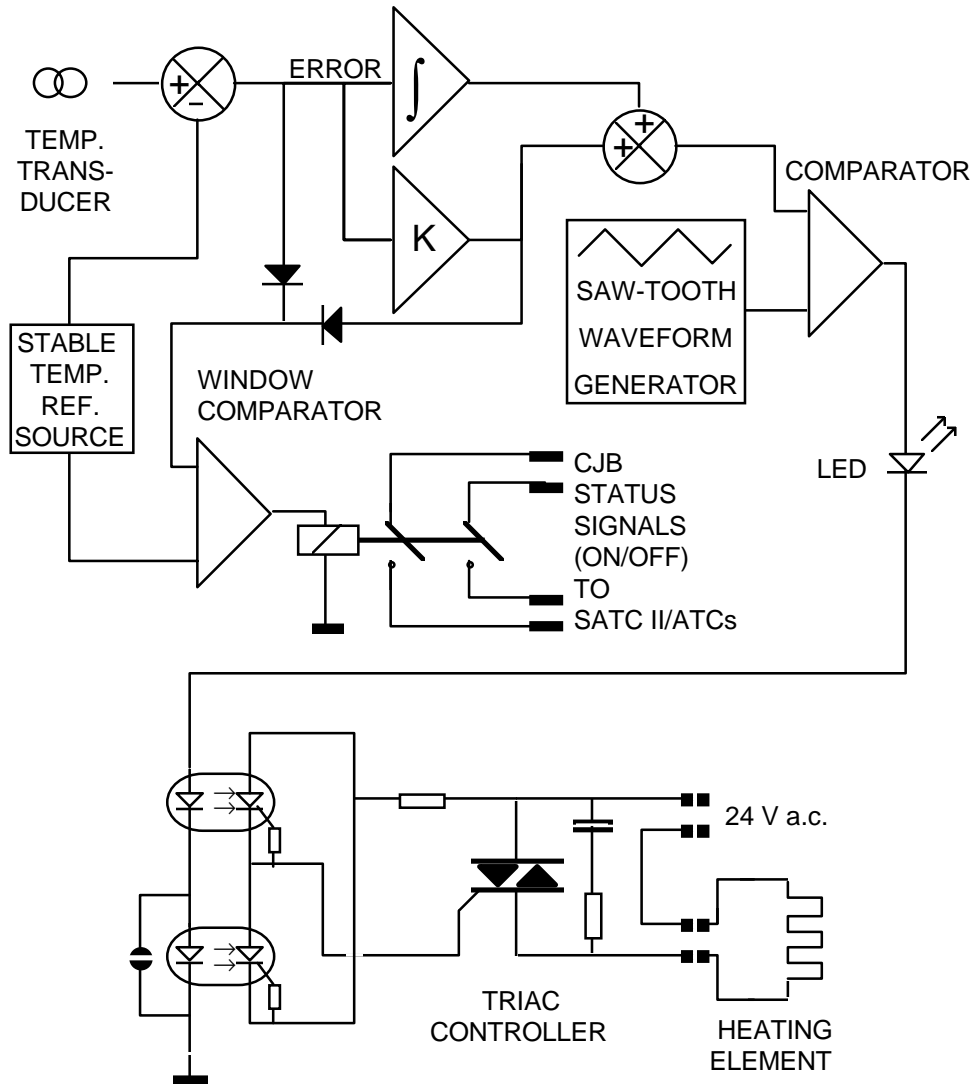 ERROR
∫
+
−
+
+
TEMP.
TRANS-
DUCER
COMPARATOR
K
SAW-TOOTH
WAVEFORM
GENERATOR
STABLE
TEMP.
REF.
SOURCE
WINDOW
COMPARATOR
LED
CJB
STATUS
SIGNALS
(ON/OFF)
TO
SATC II/ATCs
24 V a.c.
TRIAC
CONTROLLER
HEATING
ELEMENT